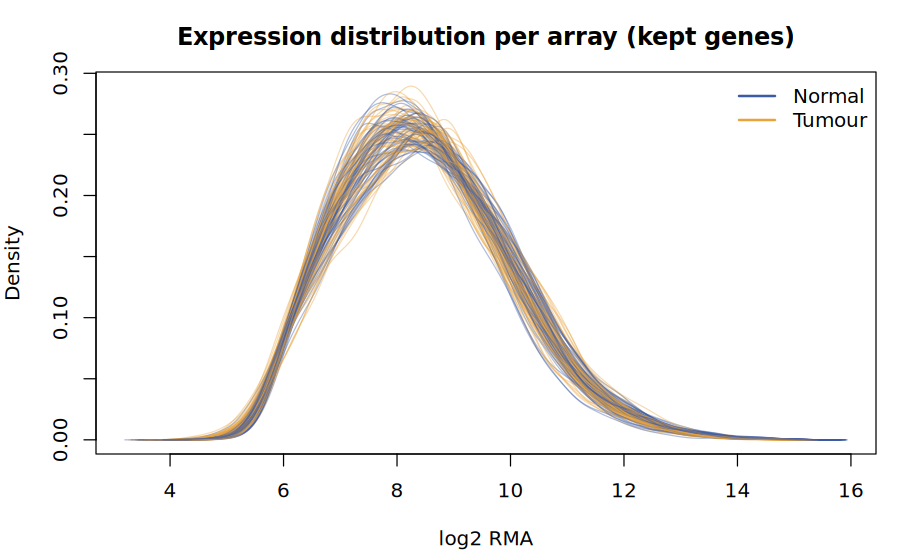 Expression distribution per array (kept genes)
Normal
Tumour
Density
0.30
0.20
0.10
0.00
4 6 8 10 12 14 16
log2 RMA